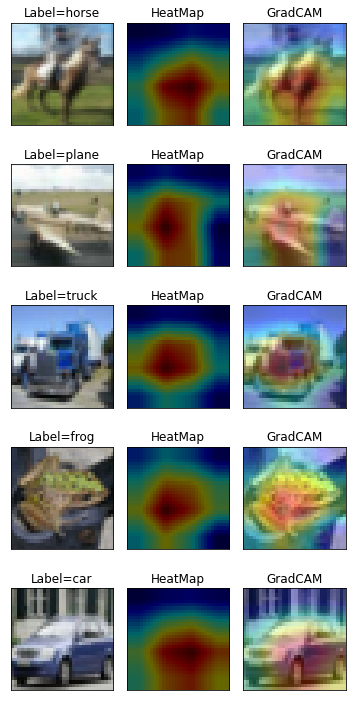 Label=horse HeatMap GradCAM
Label=plane HeatMap GradCAM
Label=truck HeatMap GradCAM
Label=frog HeatMap GradCAM
Label=car HeatMap GradCAM